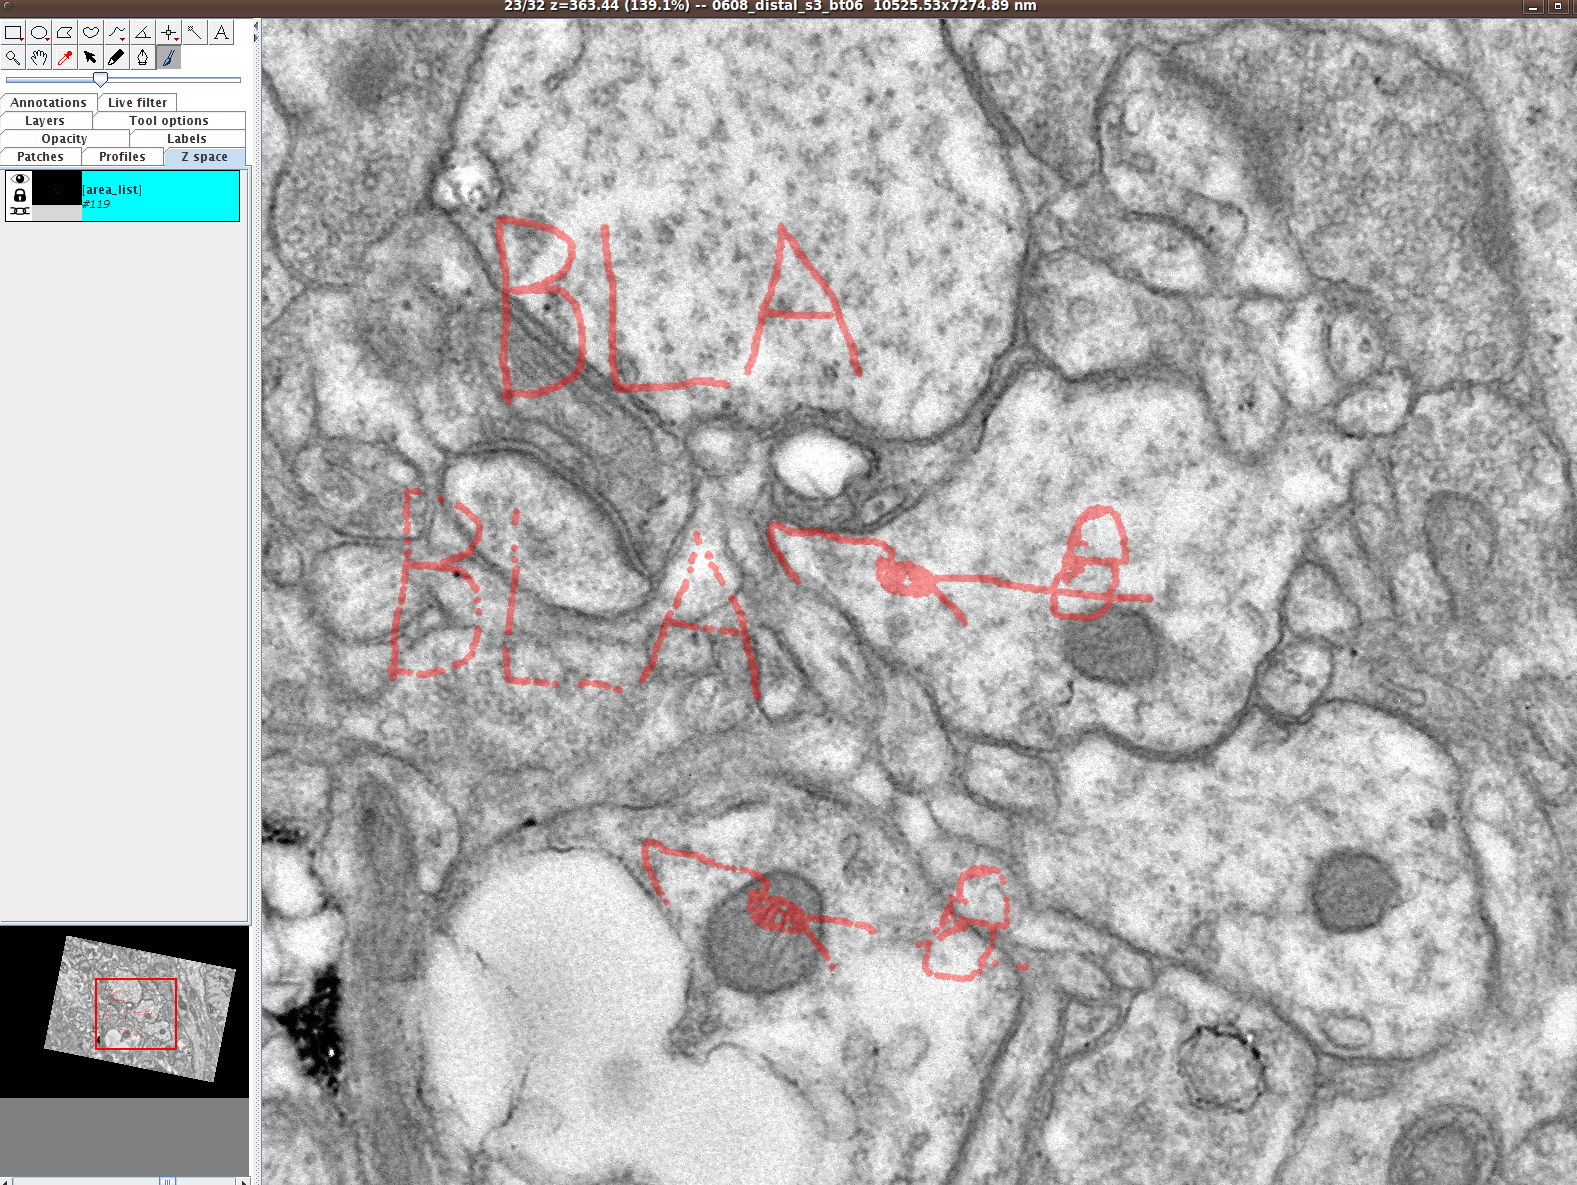 23/32 z=363.44 (139.1%) -- 0608_distal_s3_bt06 10525.53x7274.89 nm
A
Annotations Live filter
Layers Tool options
Opacity Labels
Patches Profiles Z space
[area_list]
#119
BLA
BLA